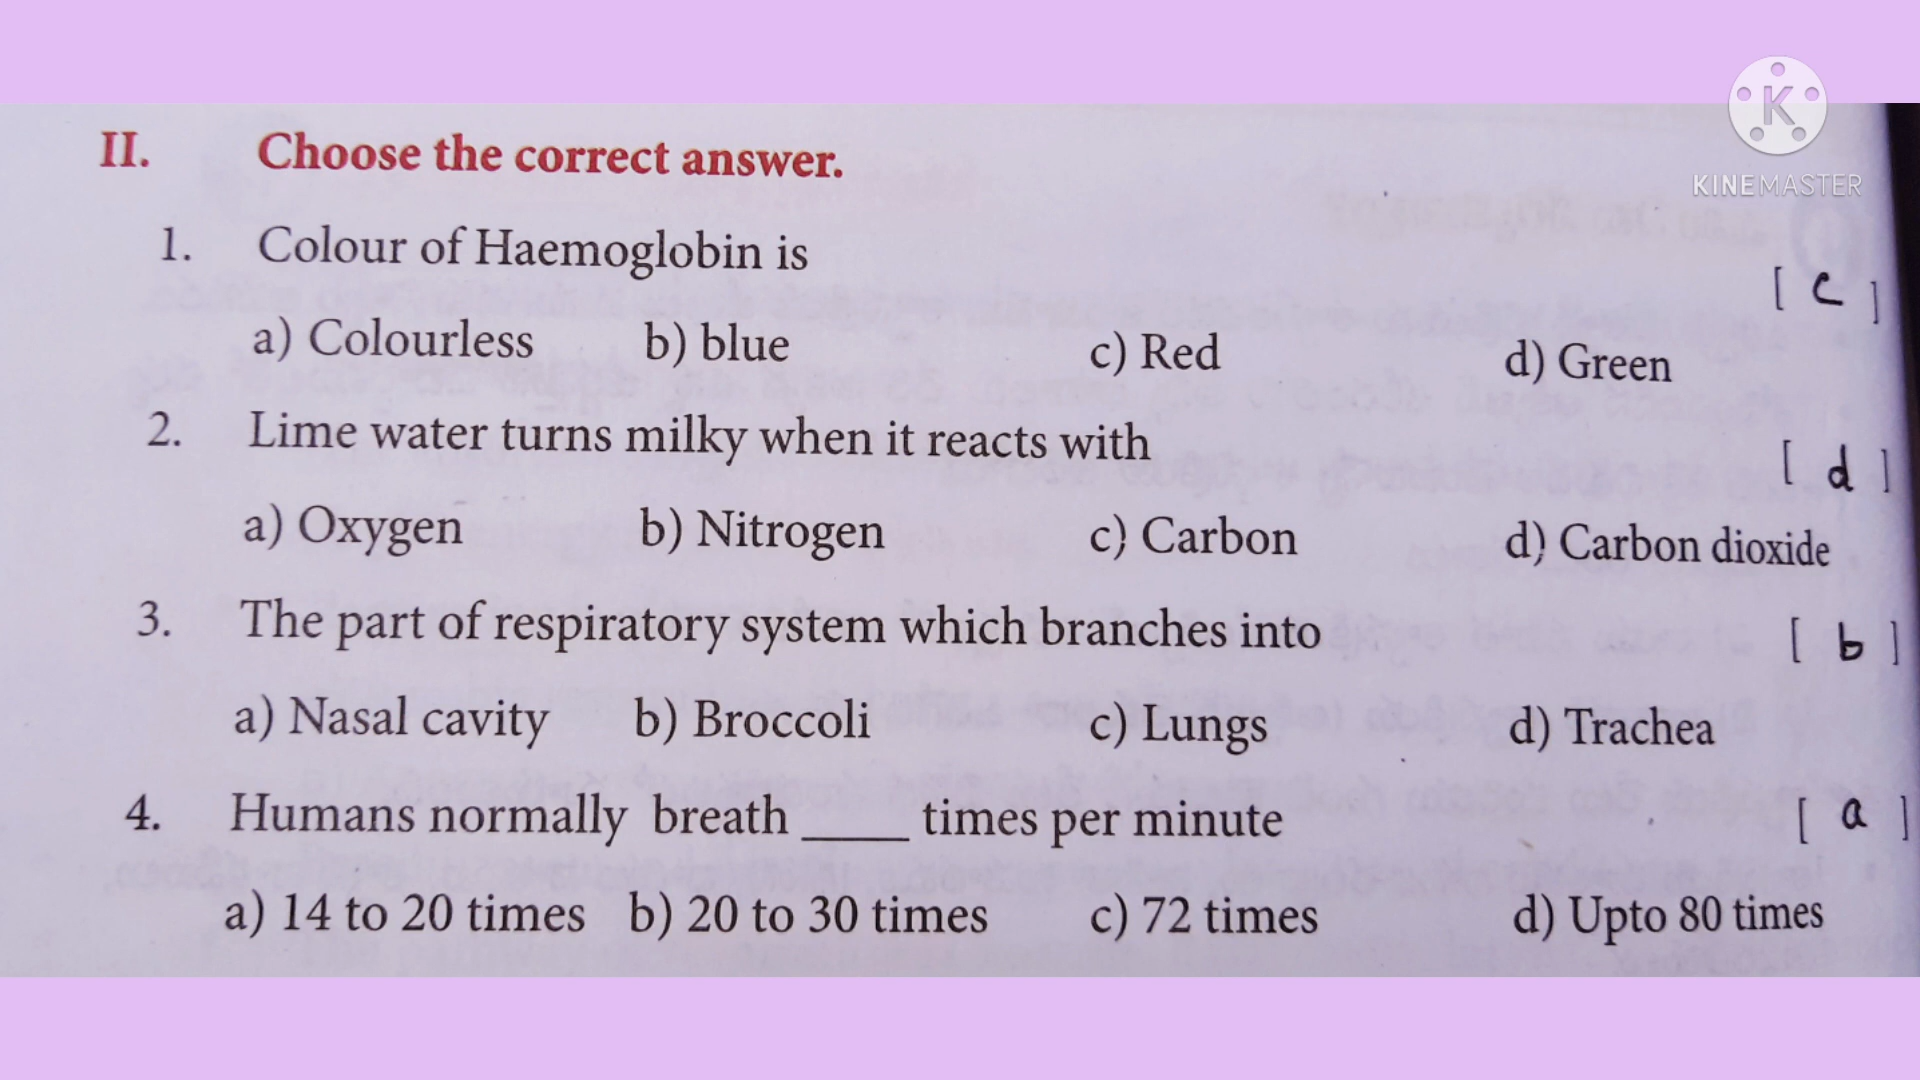 KINEMASTER
II. Choose the correct answer.
1. Colour of Haemoglobin is [ c ]
a) Colourless b) blue c) Red d) Green
2. Lime water turns milky when it reacts with [ d ]
a) Oxygen b) Nitrogen c) Carbon d) Carbon dioxide
3. The part of respiratory system which branches into [ b ]
a) Nasal cavity b) Broccoli c) Lungs d) Trachea
4. Humans normally breath ____ times per minute [ a ]
a) 14 to 20 times b) 20 to 30 times c) 72 times d) Upto 80 times